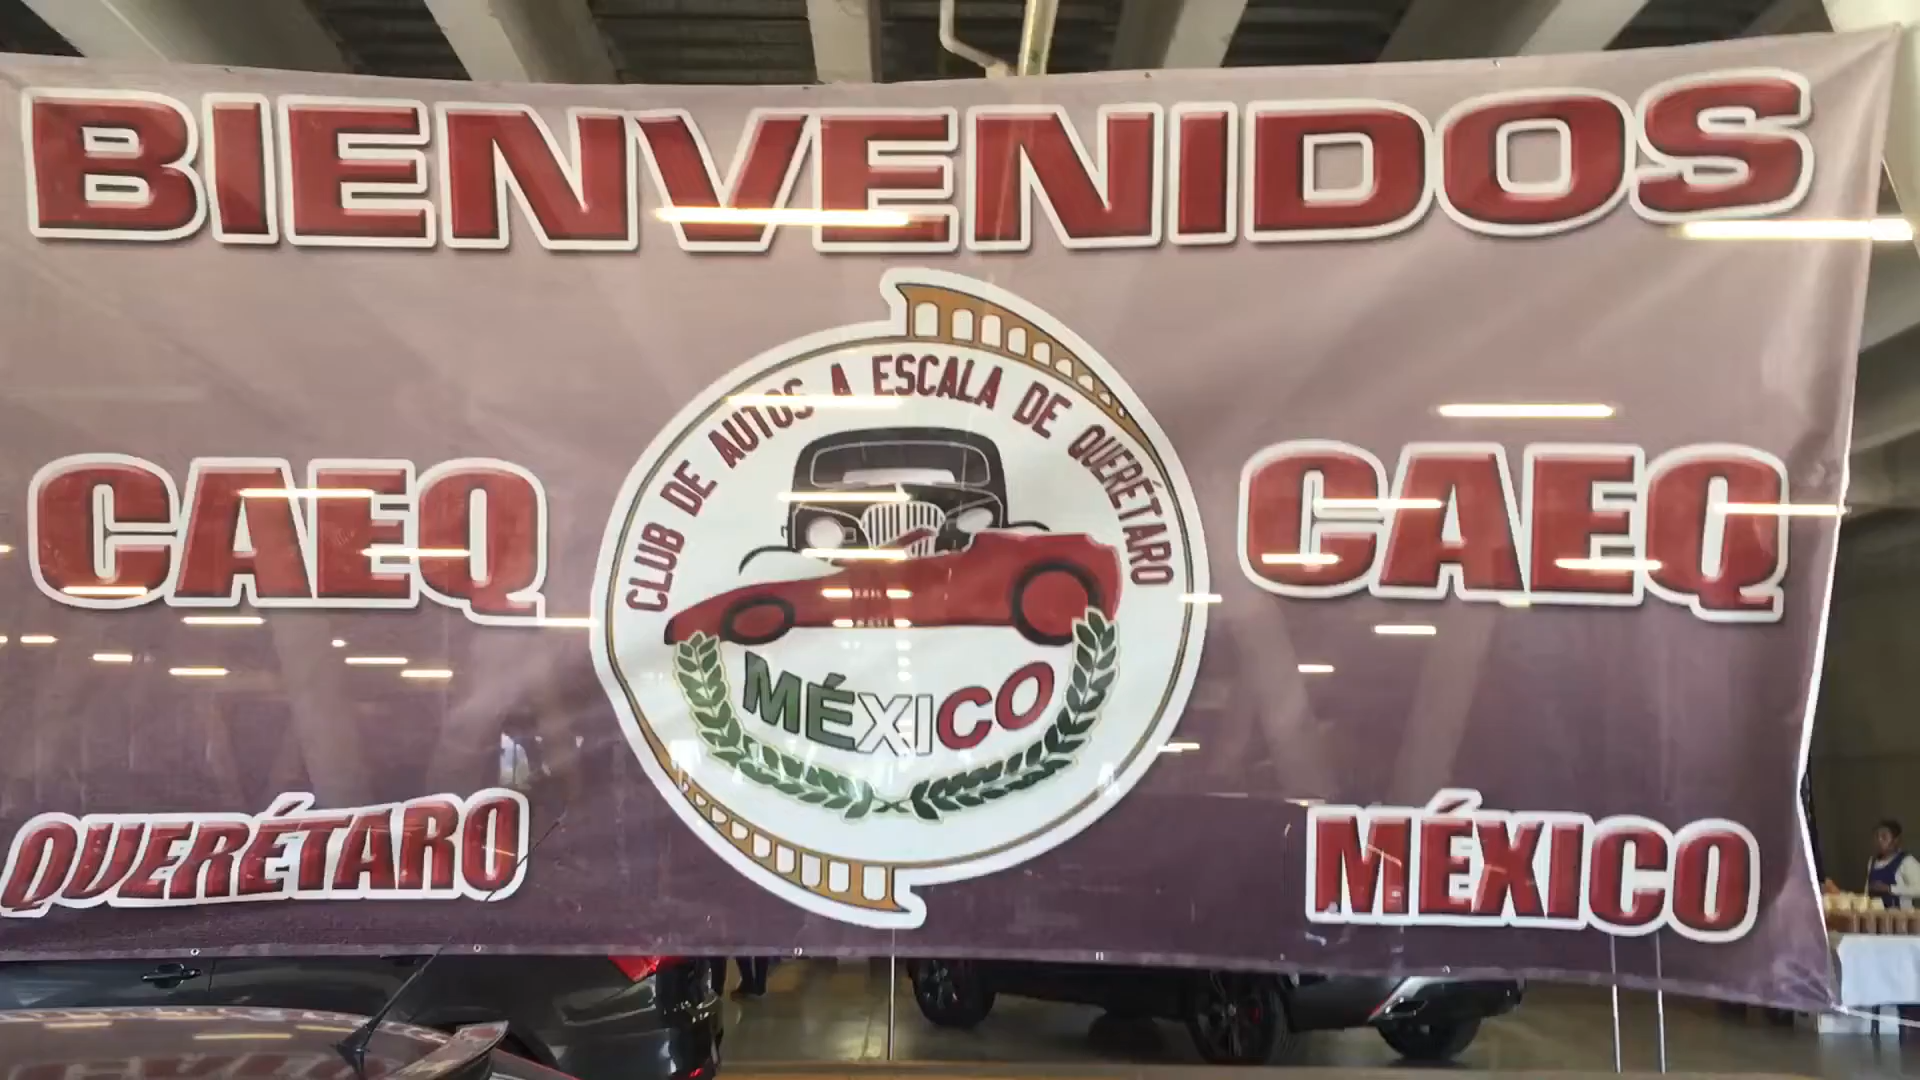 BIENVENIDOS
CLUB DE AUTOS A ESCALA DE QUERÉTARO
CAEQ
CAEQ
MÉXICO
QUERÉTARO
MÉXICO